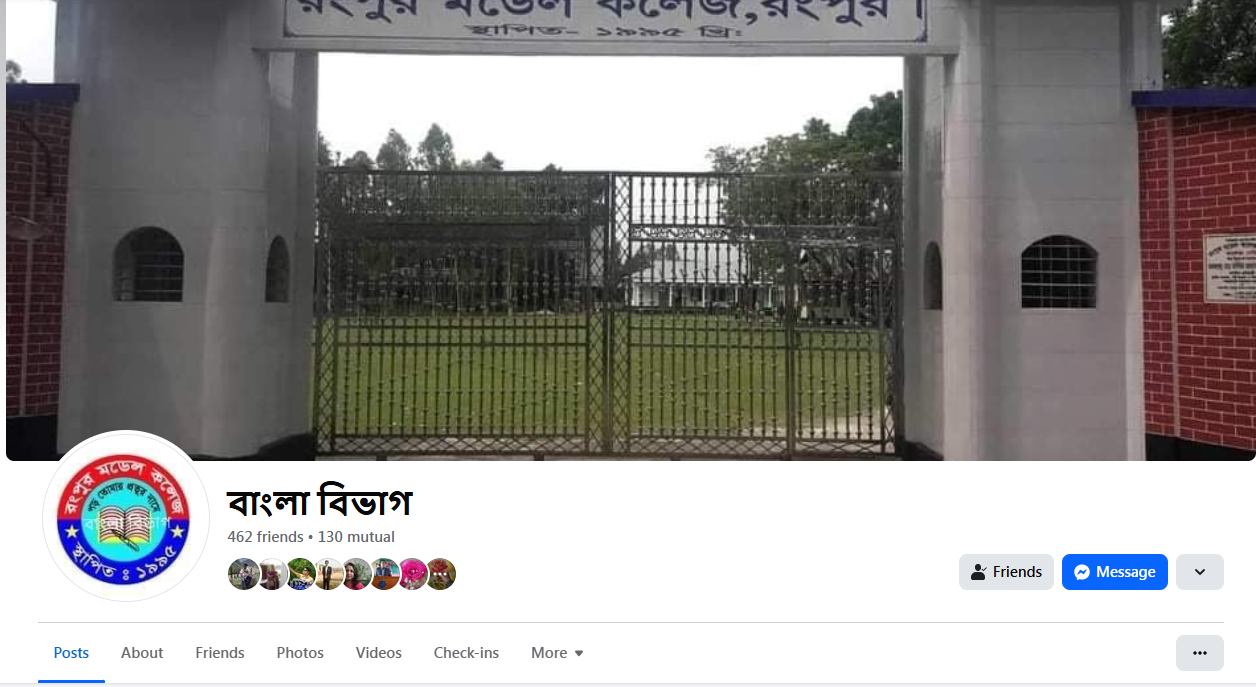 রংপুর মডেল কলেজ, রংপুর।
স্থাপিত- ১৯৯৫ খ্রি:
রংপুর মডেল কলেজ
পড় তোমার প্রভুর নামে
বাংলা বিভাগ
স্থাপিত : ১৯৯৫
বাংলা বিভাগ
462 friends • 130 mutual
Friends
Message
Posts
About
Friends
Photos
Videos
Check-ins
More